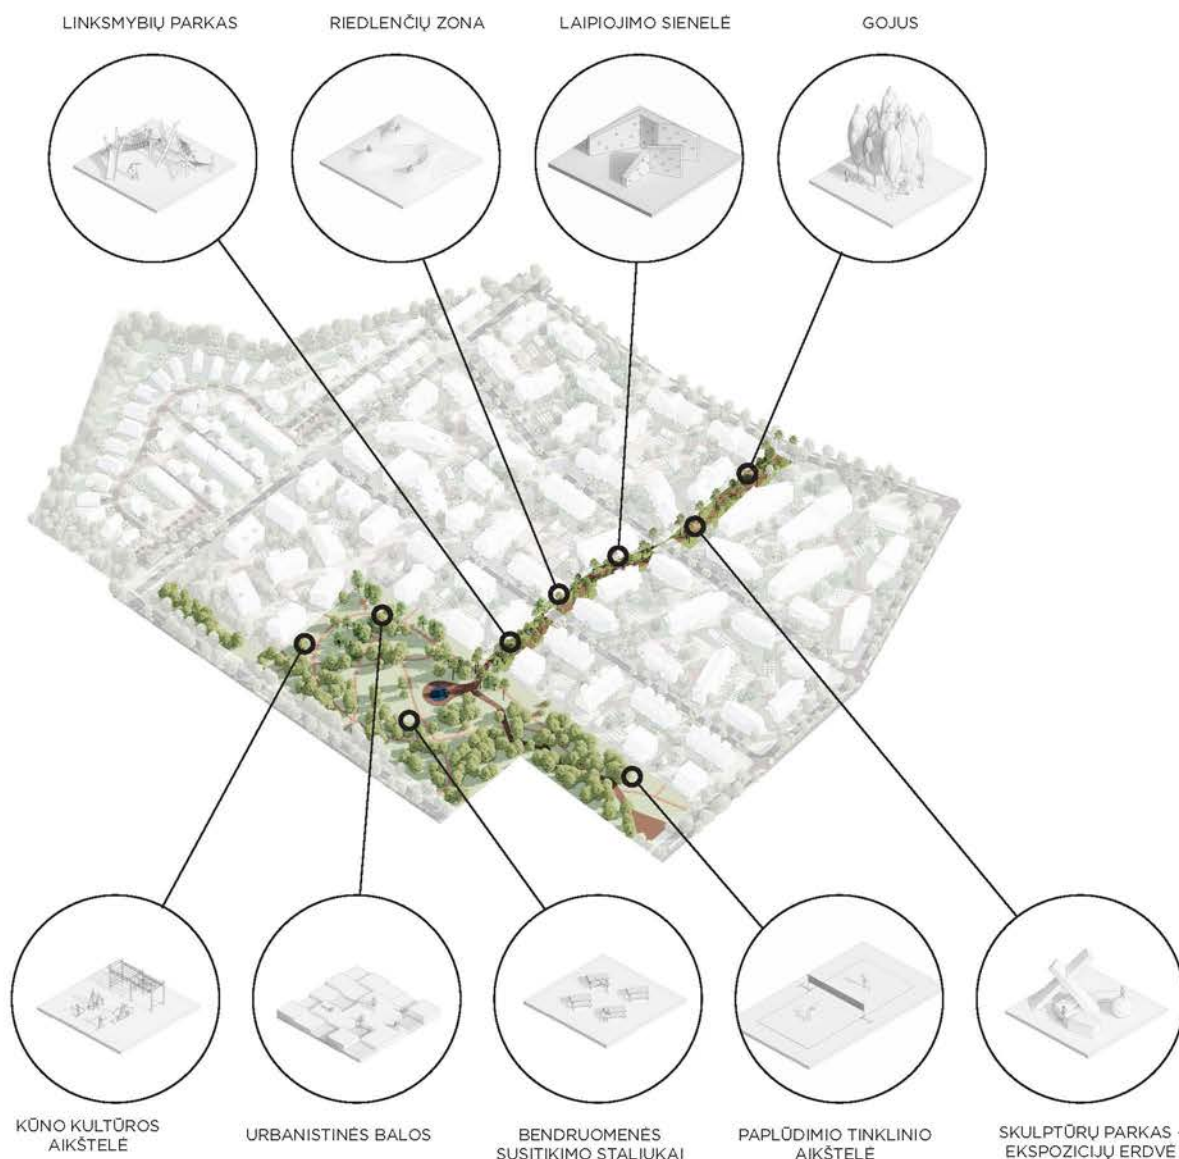 LINKSMYBIŲ PARKAS
RIEDLENČIŲ ZONA
LAIPIOJIMO SIENELĖ
GOJUS
KŪNO KULTŪROS
AIKŠTELĖ
URBANISTINĖS BALOS
BENDRUOMENĖS
SUSITIKIMO STALIUKAI
PAPLŪDIMIO TINKLINIO
AIKŠTELĖ
SKULPTŪRŲ PARKAS -
EKSPOZICIJŲ ERDVĖ